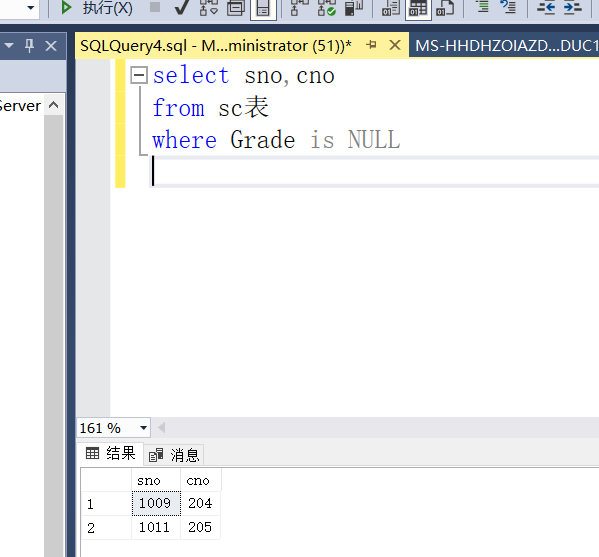 执行(X)
SQLQuery4.sql - M...ministrator (51))*
MS-HHDHZOIAZD...DUC1
Server
select sno,cno
from sc表
where Grade is NULL
161 %
结果
消息
sno cno
1 1009 204
2 1011 205